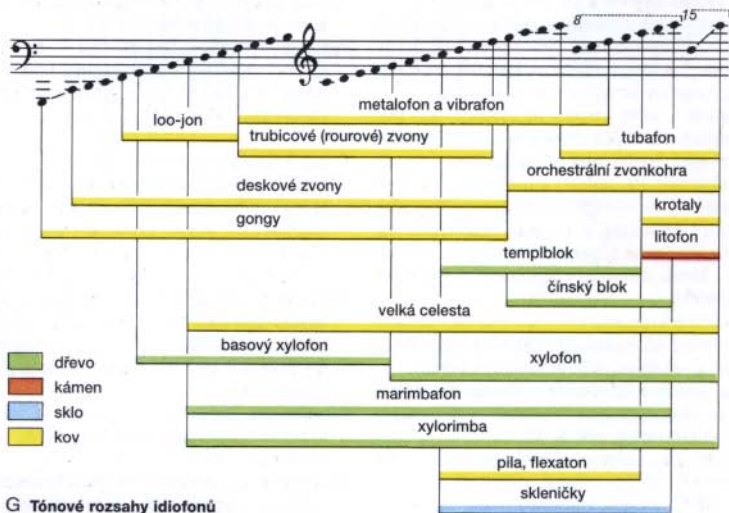 8
15
metalofon a vibrafon
loo-jon
trubicové (rourové) zvony
tubafon
orchestrální zvonkohra
deskové zvony
krotaly
gongy
litofon
templblok
čínský blok
velká celesta
basový xylofon
xylofon
dřevo
kámen
marimbafon
sklo
xylorimba
kov
pila, flexaton
skleničky
G Tónové rozsahy idiofonů